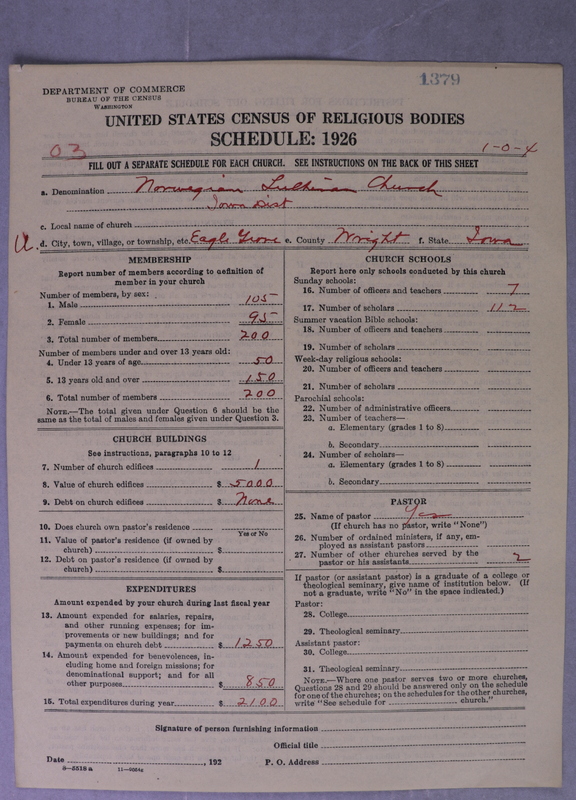 1379
DEPARTMENT OF COMMERCE
BUREAU OF THE CENSUS
WASHINGTON
UNITED STATES CENSUS OF RELIGIOUS BODIES
SCHEDULE: 1926
03
1-0-4
FILL OUT A SEPARATE SCHEDULE FOR EACH CHURCH. SEE INSTRUCTIONS ON THE BACK OF THIS SHEET
a. Denomination Norwegian Lutheran Church
Iowa Dist
c. Local name of church
d. City, town, village, or township, etc. Eagle Grove e. County Wright f. State Iowa
MEMBERSHIP
Report number of members according to definition of
member in your church
Number of members, by sex:
1. Male 105
2. Female 95
3. Total number of members 200
Number of members under and over 13 years old:
4. Under 13 years of age 50
5. 13 years old and over 150
6. Total number of members 200
NOTE.—The total given under Question 6 should be the
same as the total of males and females given under Question 3.
CHURCH BUILDINGS
See instructions, paragraphs 10 to 12
7. Number of church edifices 1
8. Value of church edifices $ 5000
9. Debt on church edifices $ None
10. Does church own pastor's residence
Yes or No
11. Value of pastor's residence (if owned by
church) $
12. Debt on pastor's residence (if owned by
church) $
EXPENDITURES
Amount expended by your church during last fiscal year
13. Amount expended for salaries, repairs,
and other running expenses; for im-
provements or new buildings; and for
payments on church debt $ 1250
14. Amount expended for benevolences, in-
cluding home and foreign missions; for
denominational support; and for all
other purposes $ 850
15. Total expenditures during year $ 2100
CHURCH SCHOOLS
Report here only schools conducted by this church
Sunday schools:
16. Number of officers and teachers 7
17. Number of scholars 112
Summer vacation Bible schools:
18. Number of officers and teachers
19. Number of scholars
Week-day religious schools:
20. Number of officers and teachers
21. Number of scholars
Parochial schools:
22. Number of administrative officers
23. Number of teachers—
a. Elementary (grades 1 to 8)
b. Secondary
24. Number of scholars—
a. Elementary (grades 1 to 8)
b. Secondary
PASTOR
25. Name of pastor Yes
(If church has no pastor, write "None")
26. Number of ordained ministers, if any, em-
ployed as assistant pastors
27. Number of other churches served by the
pastor or his assistants 2
If pastor (or assistant pastor) is a graduate of a college or
theological seminary, give name of institution below. (If
not a graduate, write "No" in the space indicated.)
Pastor:
28. College
29. Theological seminary
Assistant pastor:
30. College
31. Theological seminary
NOTE.—Where one pastor serves two or more churches,
Questions 28 and 29 should be answered only on the schedule
for one of the churches; on the schedules for the other churches,
write "See schedule for church."
Signature of person furnishing information
Official title
Date , 192 P. O. Address
8—5518a 11—9554a